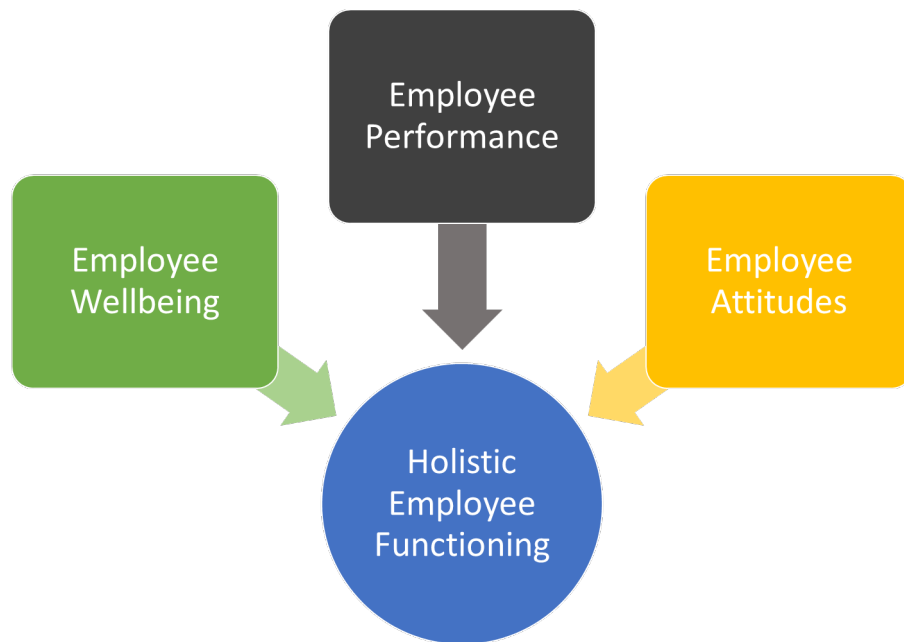 Employee
Performance
Employee
Wellbeing
Employee
Attitudes
Holistic
Employee
Functioning